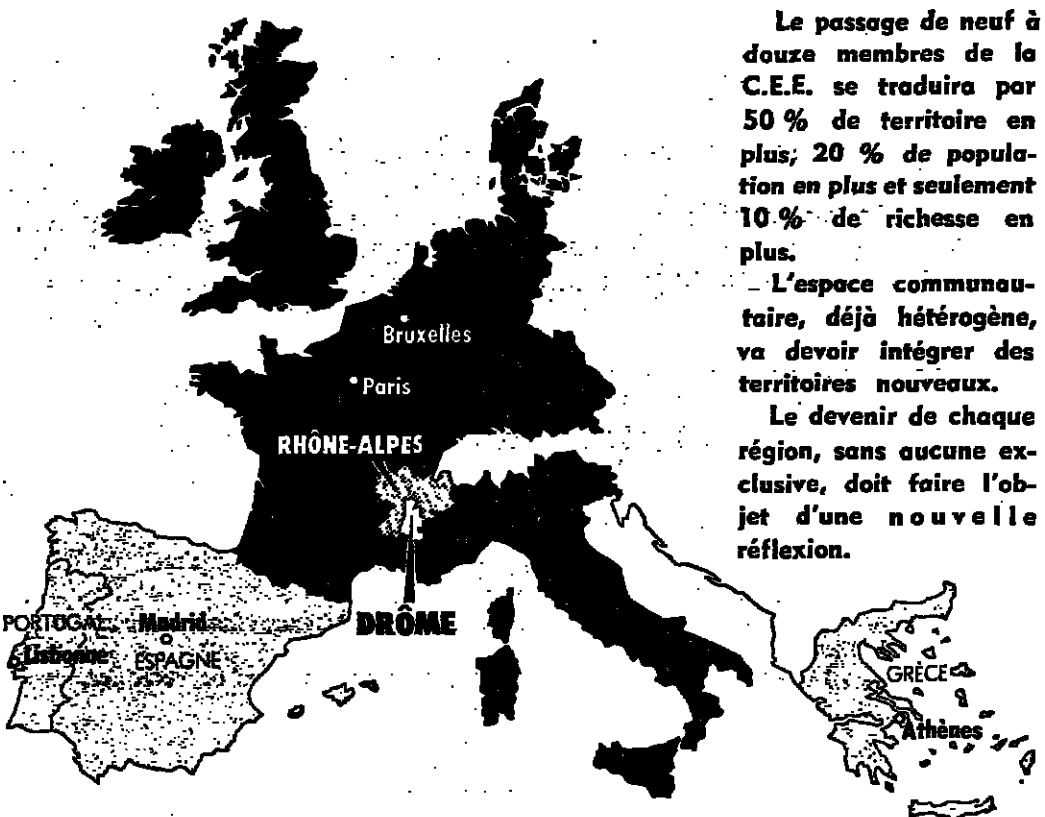 Le passage de neuf à
douze membres de la
C.E.E. se traduira par
50 % de territoire en
plus; 20 % de popula-
tion en plus et seulement
10 % de richesse en
plus.
L'espace communau-
taire, déjà hétérogène,
va devoir intégrer des
territoires nouveaux.
Le devenir de chaque
région, sans aucune ex-
clusive, doit faire l'ob-
jet d'une nouvelle
réflexion.
Bruxelles
Paris
RHÔNE-ALPES
DRÔME
PORTUGAL
Madrid
Lisbonne
ESPAGNE
GRÈCE
Athènes